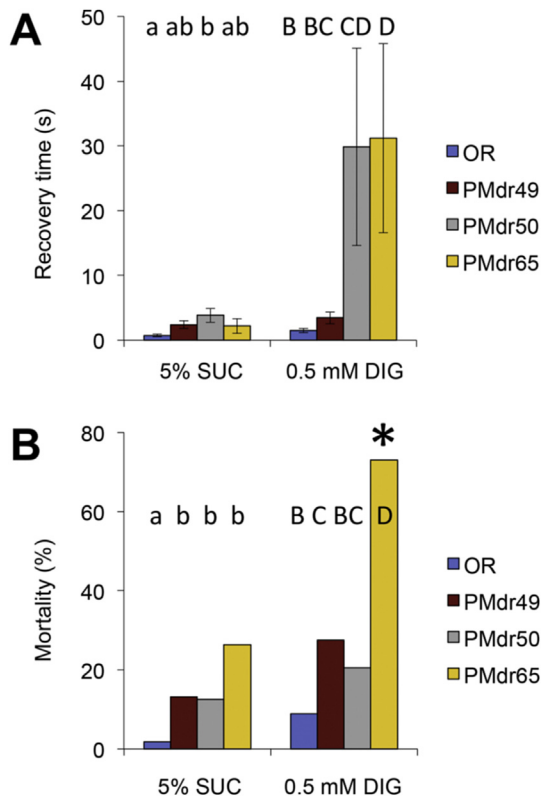 A
50
40
30
20
10
0
Recovery time (s)
a ab b ab
B BC CD D
5% SUC
0.5 mM DIG
OR
PMdr49
PMdr50
PMdr65
B
80
60
40
20
0
Mortality (%)
*
a b b b
B C BC D
5% SUC
0.5 mM DIG
OR
PMdr49
PMdr50
PMdr65